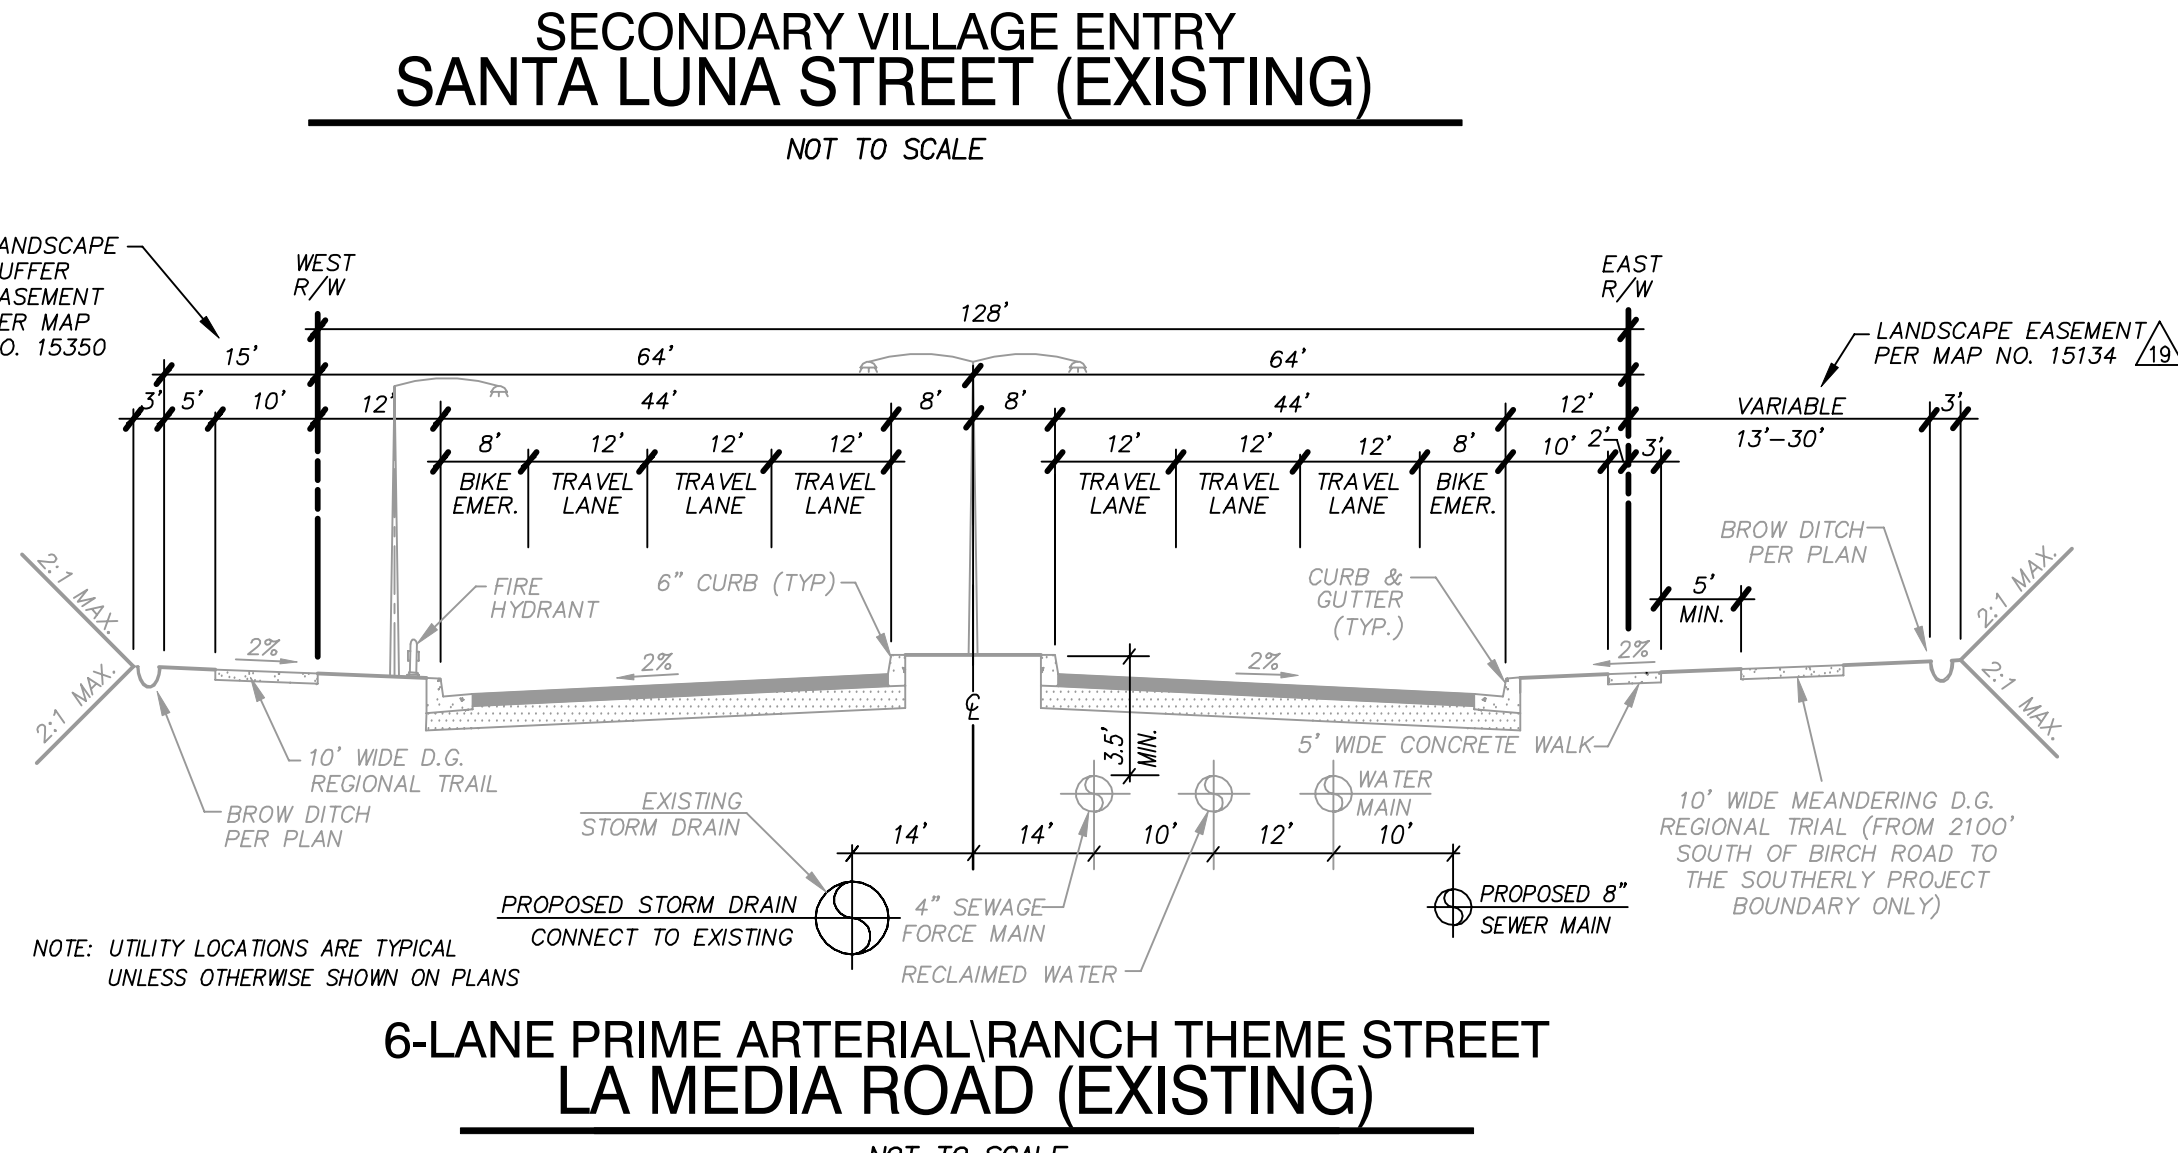 SECONDARY VILLAGE ENTRY
SANTA LUNA STREET (EXISTING)
NOT TO SCALE
ANDSCAPE
UFFER
ASEMENT
ER MAP
O. 15350
WEST
R/W
EAST
R/W
128'
LANDSCAPE EASEMENT
PER MAP NO. 15134
19
15'
64'
64'
3'
5'
10'
12'
44'
8'
8'
44'
12'
VARIABLE
13'-30'
3'
8'
12'
12'
12'
12'
12'
12'
8'
10'
2'
3'
BIKE
EMER.
TRAVEL
LANE
TRAVEL
LANE
TRAVEL
LANE
TRAVEL
LANE
TRAVEL
LANE
TRAVEL
LANE
BIKE
EMER.
BROW DITCH
PER PLAN
2:1 MAX.
2:1 MAX.
FIRE
HYDRANT
6" CURB (TYP)
CURB &
GUTTER
(TYP.)
5'
MIN.
2:1 MAX.
2:1 MAX.
2%
2%
2%
2%
℄
3.5'
MIN.
10' WIDE D.G.
REGIONAL TRAIL
BROW DITCH
PER PLAN
5' WIDE CONCRETE WALK
EXISTING
STORM DRAIN
WATER
MAIN
10' WIDE MEANDERING D.G.
REGIONAL TRIAL (FROM 2100'
SOUTH OF BIRCH ROAD TO
THE SOUTHERLY PROJECT
BOUNDARY ONLY)
14'
14'
10'
12'
10'
PROPOSED STORM DRAIN
CONNECT TO EXISTING
4" SEWAGE
FORCE MAIN
RECLAIMED WATER
PROPOSED 8"
SEWER MAIN
NOTE: UTILITY LOCATIONS ARE TYPICAL
UNLESS OTHERWISE SHOWN ON PLANS
6-LANE PRIME ARTERIAL\RANCH THEME STREET
LA MEDIA ROAD (EXISTING)
NOT TO SCALE